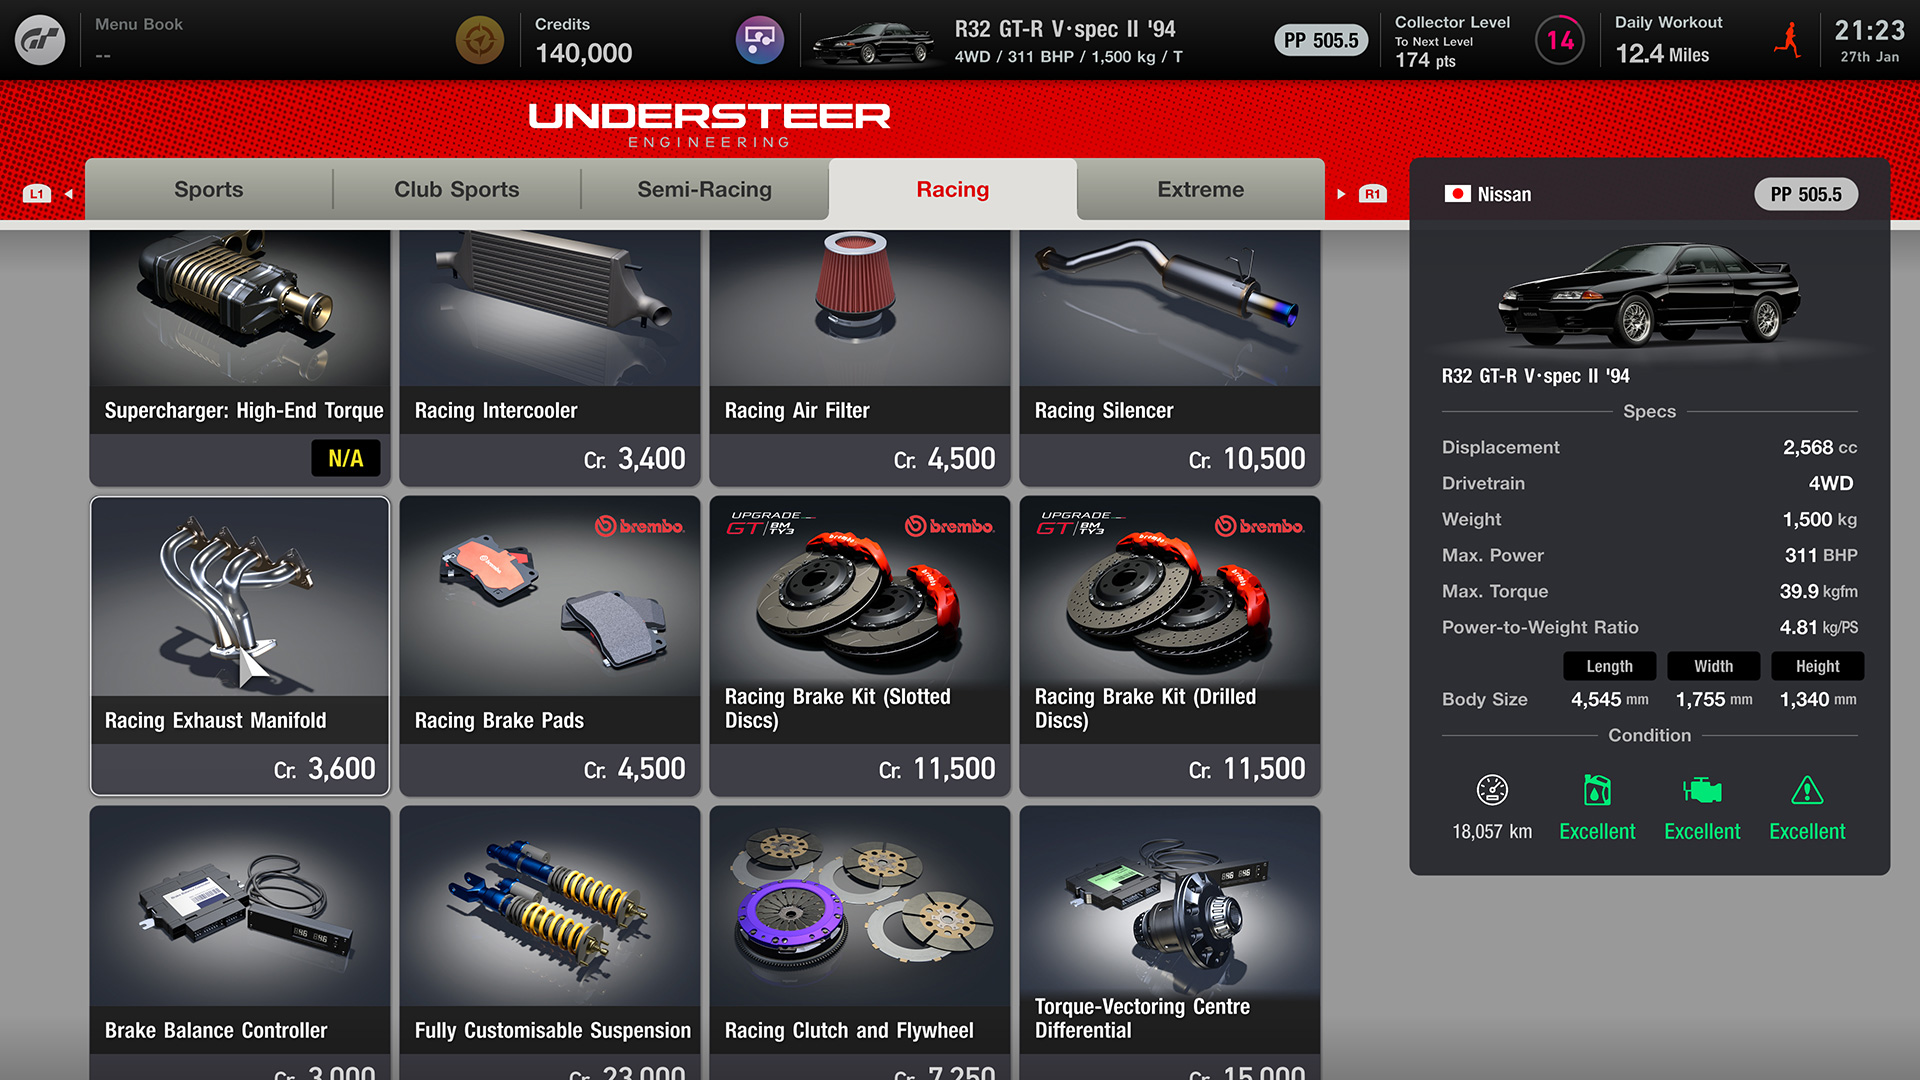 Menu Book
--
Credits
140,000
R32 GT-R V·spec II '94
4WD / 311 BHP / 1,500 kg / T
PP 505.5
Collector Level
To Next Level
174 pts
14
Daily Workout
12.4 Miles
21:23
27th Jan
UNDERSTEER
ENGINEERING
L1
Sports
Club Sports
Semi-Racing
Racing
Extreme
R1
Supercharger: High-End Torque
N/A
Racing Intercooler
Cr. 3,400
Racing Air Filter
Cr. 4,500
Racing Silencer
Cr. 10,500
Racing Exhaust Manifold
Cr. 3,600
brembo
Racing Brake Pads
Cr. 4,500
UPGRADE
GT/BM
TY3
brembo
Racing Brake Kit (Slotted
Discs)
Cr. 11,500
UPGRADE
GT/BM
TY3
brembo
Racing Brake Kit (Drilled
Discs)
Cr. 11,500
Brake Balance Controller
Cr. 3,000
Fully Customisable Suspension
Cr. 23,000
Racing Clutch and Flywheel
Cr. 7,250
Torque-Vectoring Centre
Differential
Cr. 15,000
Nissan
PP 505.5
R32 GT-R V·spec II '94
Specs
Displacement 2,568 cc
Drivetrain 4WD
Weight 1,500 kg
Max. Power 311 BHP
Max. Torque 39.9 kgfm
Power-to-Weight Ratio 4.81 kg/PS
Length Width Height
Body Size 4,545 mm 1,755 mm 1,340 mm
Condition
18,057 km Excellent Excellent Excellent